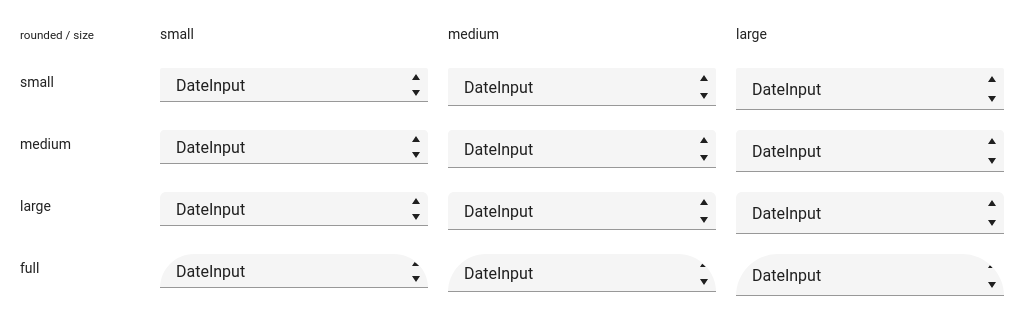 rounded / size small medium large
small DateInput DateInput DateInput
medium DateInput DateInput DateInput
large DateInput DateInput DateInput
full DateInput DateInput DateInput